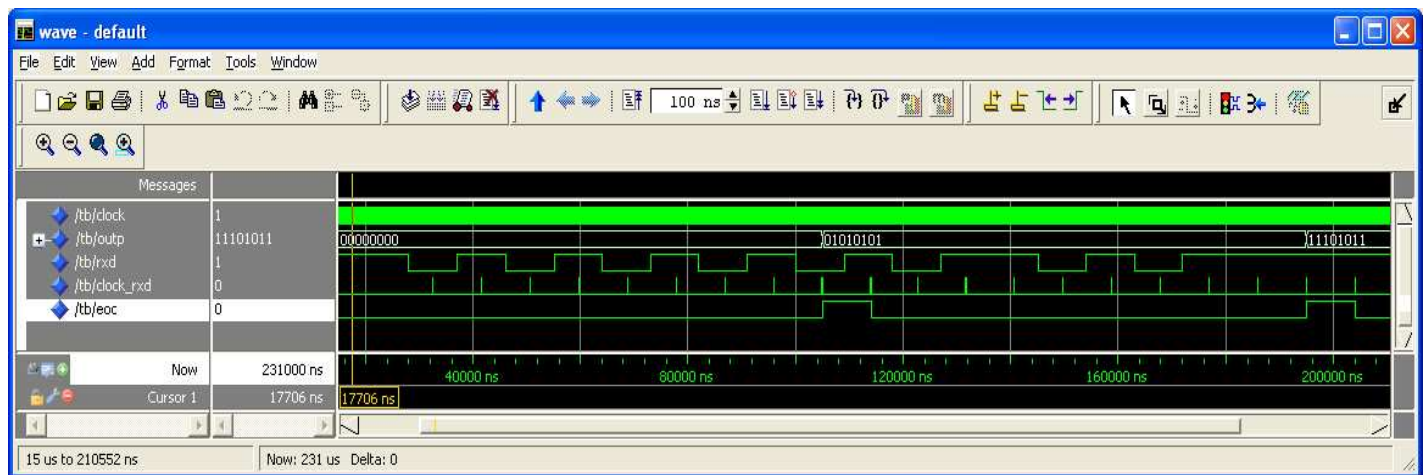 wave - default
File Edit View Add Format Tools Window
100 ns
Messages
/tb/clock 1
/tb/outp 11101011 00000000 01010101 11101011
/tb/rxd 1
/tb/clock_rxd 0
/tb/eoc 0
Now 231000 ns 40000 ns 80000 ns 120000 ns 160000 ns 200000 ns
Cursor 1 17706 ns 17706 ns
15 us to 210552 ns Now: 231 us Delta: 0